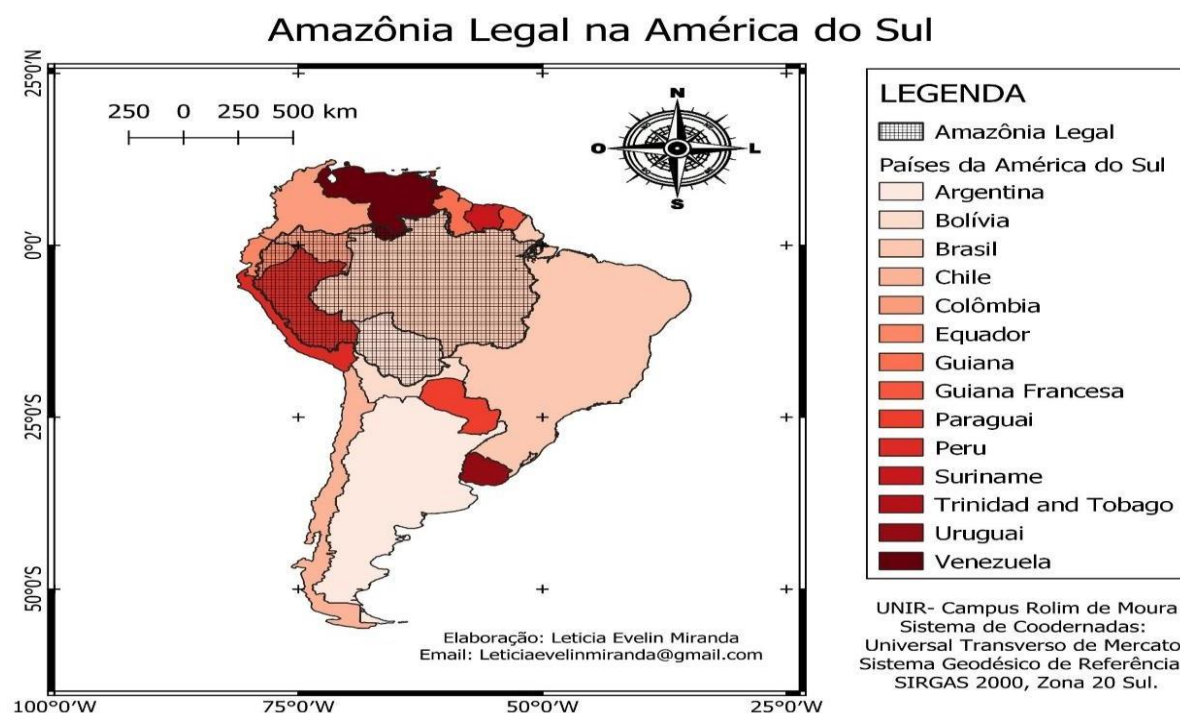 Amazônia Legal na América do Sul
25°0'N
0°0'
25°0'S
50°0'S
100°0'W
75°0'W
50°0'W
25°0'W
250 0 250 500 km
N
O
L
S
Elaboração: Leticia Evelin Miranda
Email: Leticiaevelinmiranda@gmail.com
LEGENDA
Amazônia Legal
Países da América do Sul
Argentina
Bolívia
Brasil
Chile
Colômbia
Equador
Guiana
Guiana Francesa
Paraguai
Peru
Suriname
Trinidad and Tobago
Uruguai
Venezuela
UNIR- Campus Rolim de Moura
Sistema de Coodernadas:
Universal Transverso de Mercato
Sistema Geodésico de Referência
SIRGAS 2000, Zona 20 Sul.